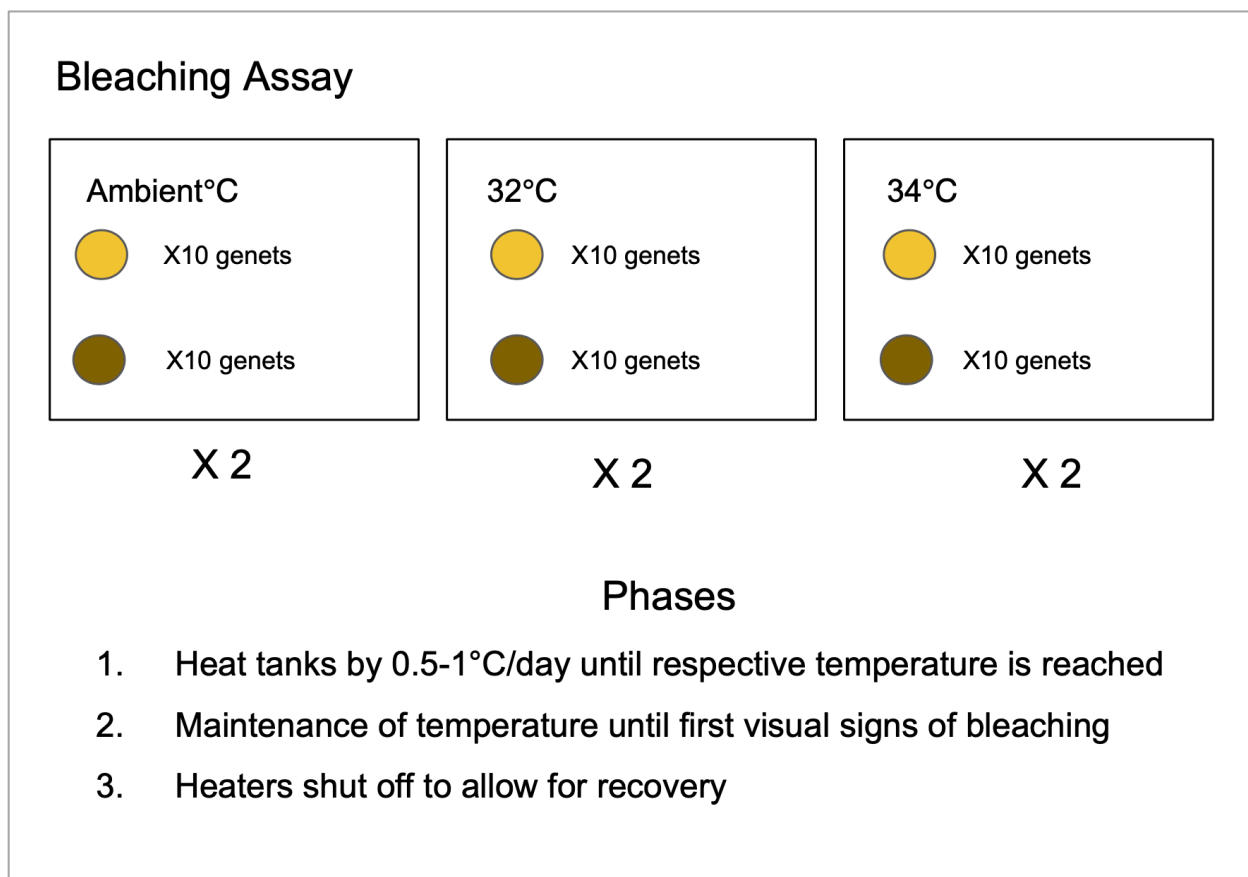 Bleaching Assay
Ambient°C
X10 genets
X10 genets
X 2
32°C
X10 genets
X10 genets
X 2
34°C
X10 genets
X10 genets
X 2
Phases
1. Heat tanks by 0.5-1°C/day until respective temperature is reached
2. Maintenance of temperature until first visual signs of bleaching
3. Heaters shut off to allow for recovery